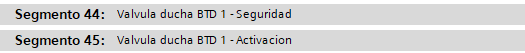 Segmento 44: Valvula ducha BTD 1 - Seguridad
Segmento 45: Valvula ducha BTD 1 - Activacion